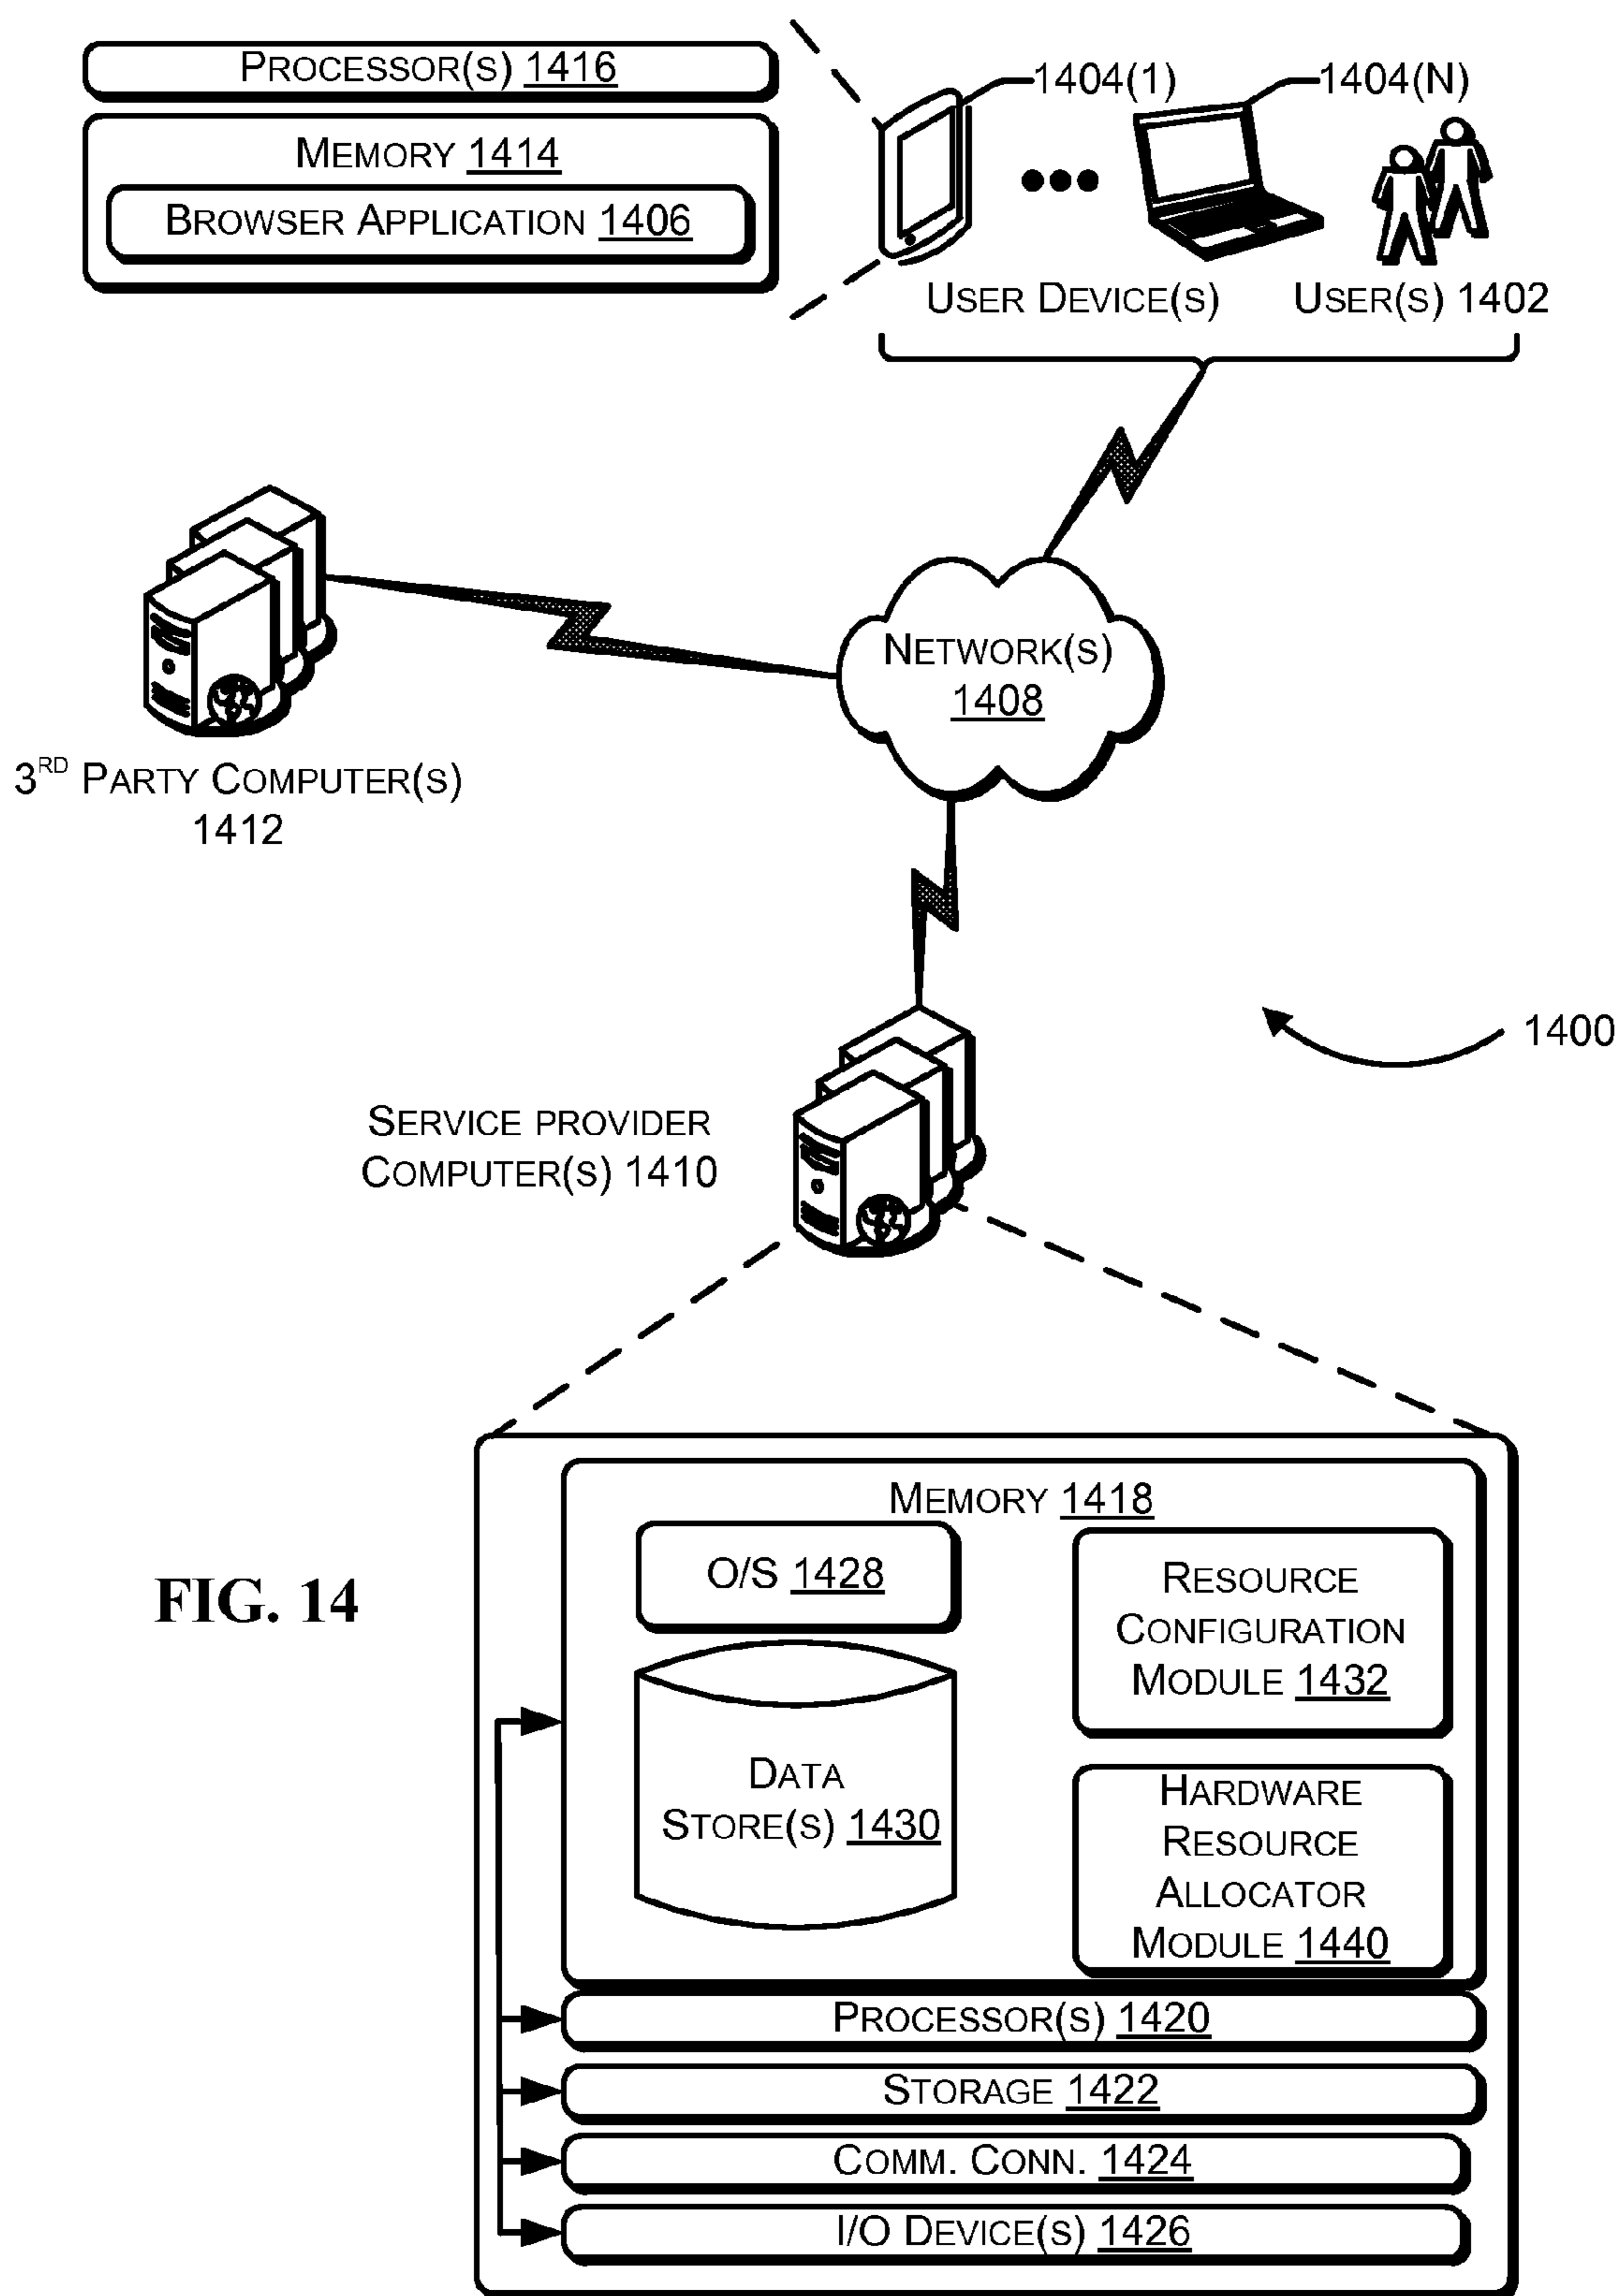 PROCESSOR(S) 1416
MEMORY 1414
BROWSER APPLICATION 1406
1404(1)
1404(N)
USER DEVICE(S)
USER(S) 1402
NETWORK(S)
1408
3RD PARTY COMPUTER(S)
1412
1400
SERVICE PROVIDER
COMPUTER(S) 1410
FIG. 14
MEMORY 1418
O/S 1428
DATA
STORE(S) 1430
RESOURCE
CONFIGURATION
MODULE 1432
HARDWARE
RESOURCE
ALLOCATOR
MODULE 1440
PROCESSOR(S) 1420
STORAGE 1422
COMM. CONN. 1424
I/O DEVICE(S) 1426